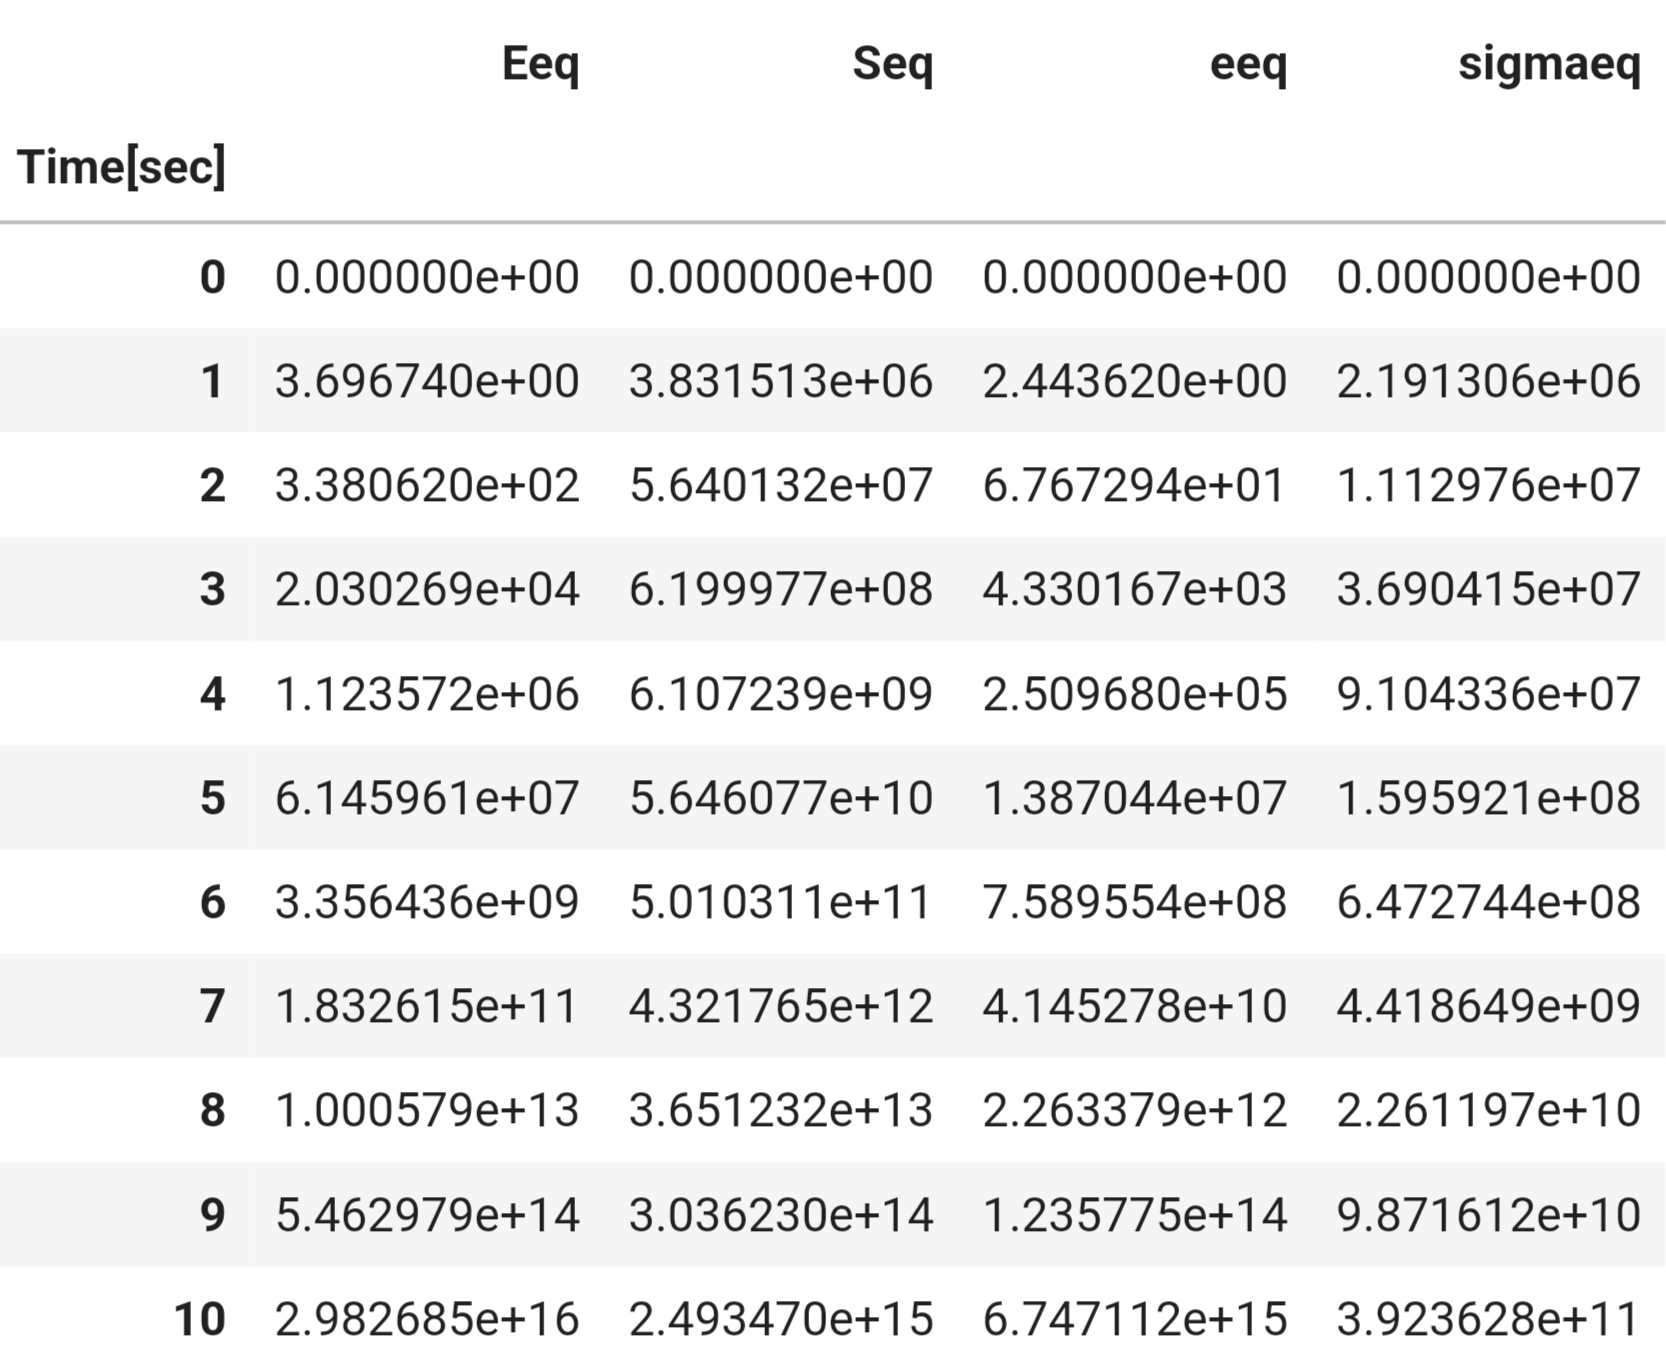 Eeq Seq eeq sigmaeq
Time[sec]
0 0.000000e+00 0.000000e+00 0.000000e+00 0.000000e+00
1 3.696740e+00 3.831513e+06 2.443620e+00 2.191306e+06
2 3.380620e+02 5.640132e+07 6.767294e+01 1.112976e+07
3 2.030269e+04 6.199977e+08 4.330167e+03 3.690415e+07
4 1.123572e+06 6.107239e+09 2.509680e+05 9.104336e+07
5 6.145961e+07 5.646077e+10 1.387044e+07 1.595921e+08
6 3.356436e+09 5.010311e+11 7.589554e+08 6.472744e+08
7 1.832615e+11 4.321765e+12 4.145278e+10 4.418649e+09
8 1.000579e+13 3.651232e+13 2.263379e+12 2.261197e+10
9 5.462979e+14 3.036230e+14 1.235775e+14 9.871612e+10
10 2.982685e+16 2.493470e+15 6.747112e+15 3.923628e+11